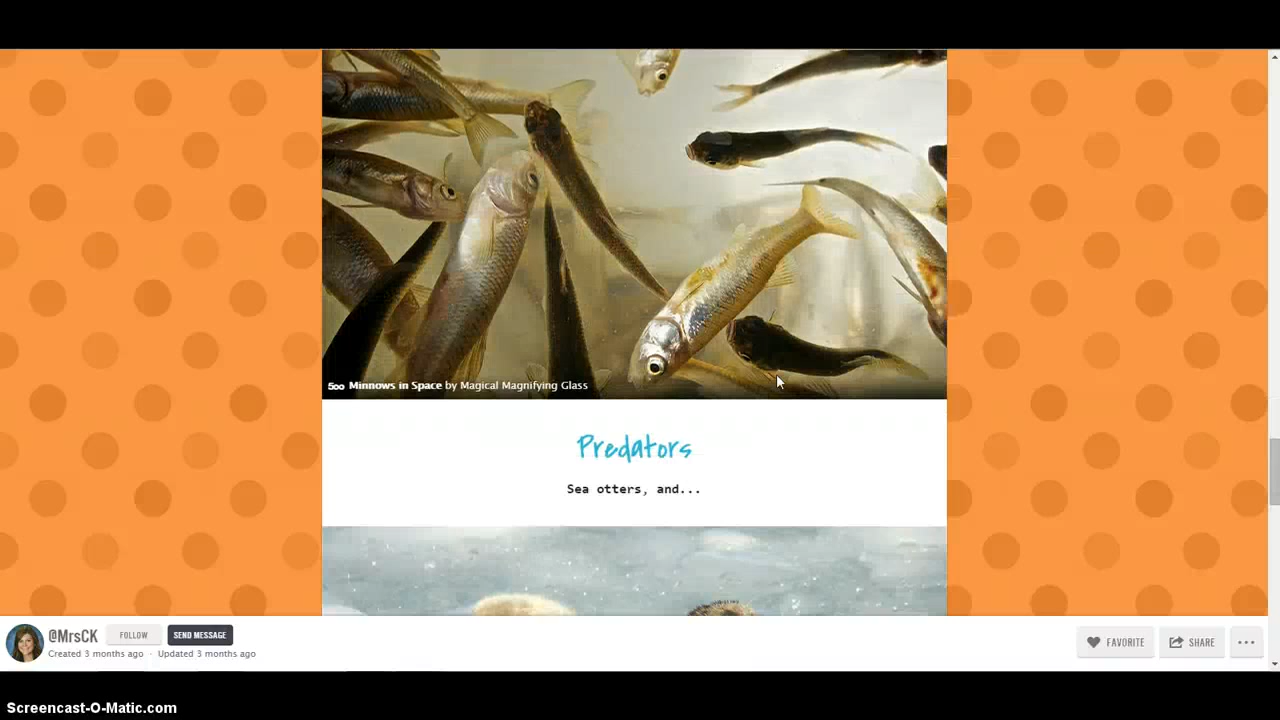 5oo Minnows in Space by Magical Magnifying Glass
Predators
Sea otters, and...
@MrsCK FOLLOW SEND MESSAGE
Created 3 months ago · Updated 3 months ago
FAVORITE SHARE
Screencast-O-Matic.com